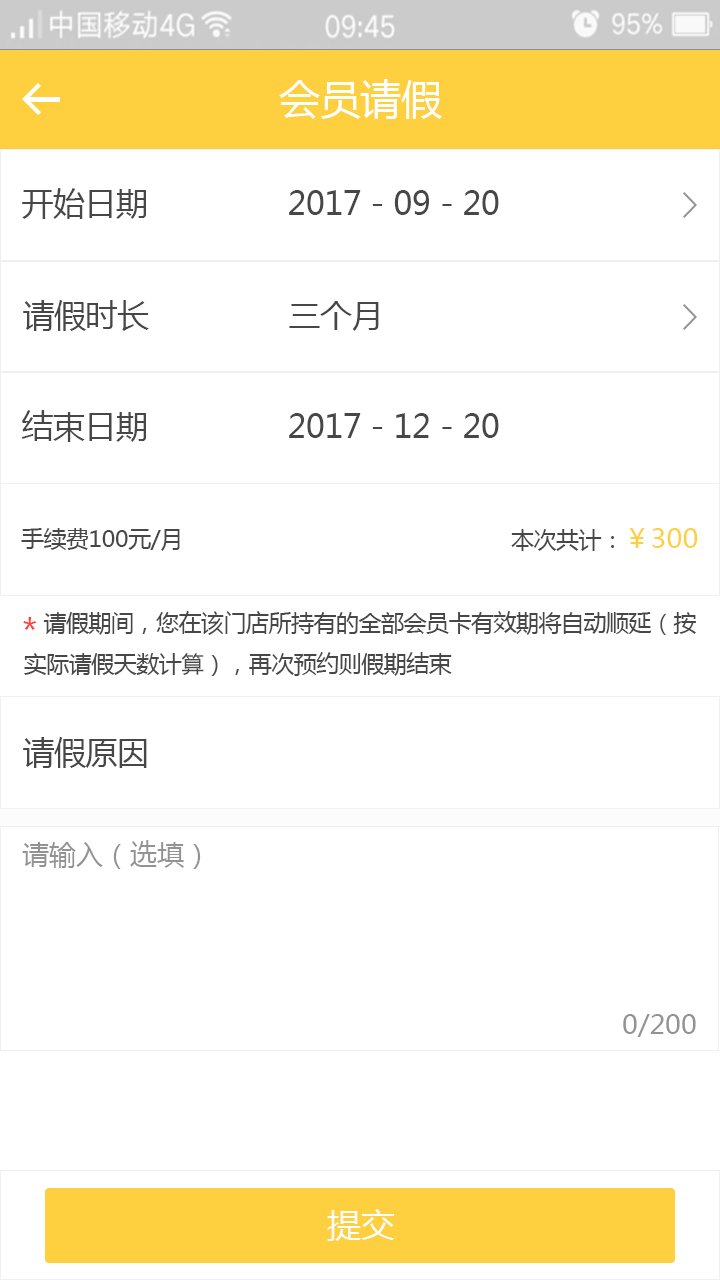 中国移动4G 09:45 95%
会员请假
开始日期 2017 - 09 - 20
请假时长 三个月
结束日期 2017 - 12 - 20
手续费100元/月 本次共计：￥300
* 请假期间，您在该门店所持有的全部会员卡有效期将自动顺延（按
实际请假天数计算），再次预约则假期结束
请假原因
请输入（选填）
0/200
提交